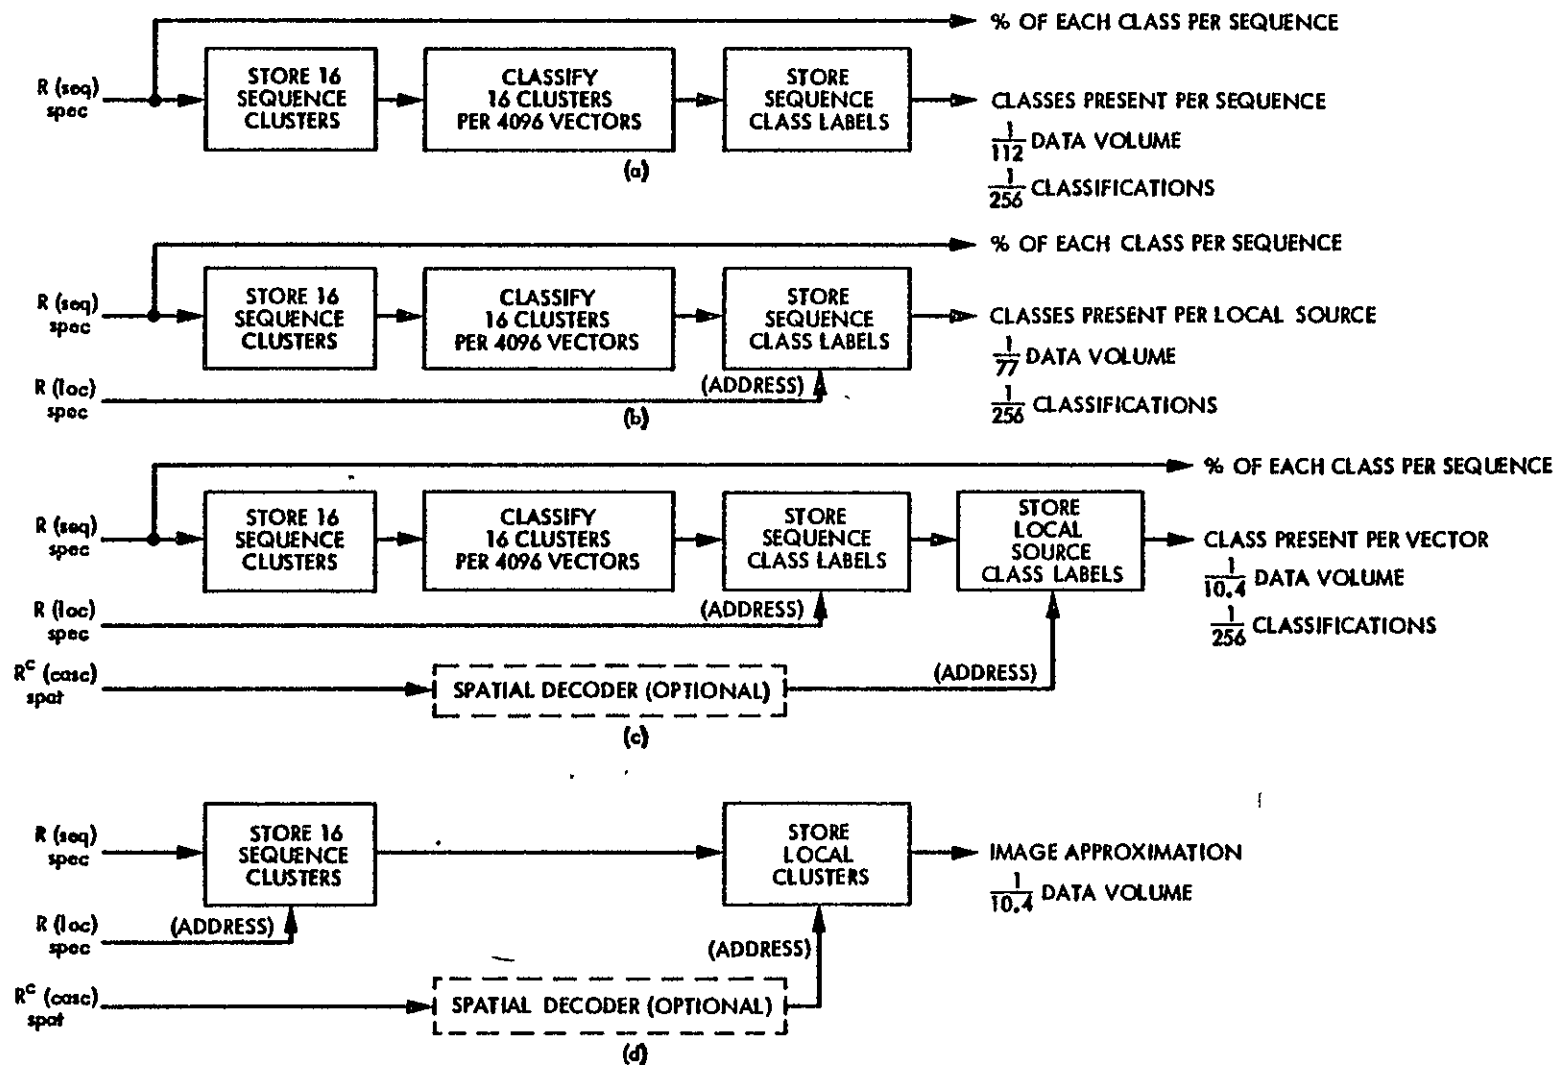 % OF EACH CLASS PER SEQUENCE
R (seq)
spec
STORE 16
SEQUENCE
CLUSTERS
CLASSIFY
16 CLUSTERS
PER 4096 VECTORS
STORE
SEQUENCE
CLASS LABELS
CLASSES PRESENT PER SEQUENCE
1/112 DATA VOLUME
1/256 CLASSIFICATIONS
(a)
% OF EACH CLASS PER SEQUENCE
R (seq)
spec
STORE 16
SEQUENCE
CLUSTERS
CLASSIFY
16 CLUSTERS
PER 4096 VECTORS
STORE
SEQUENCE
CLASS LABELS
CLASSES PRESENT PER LOCAL SOURCE
1/77 DATA VOLUME
1/256 CLASSIFICATIONS
R (loc)
spec
(ADDRESS)
(b)
% OF EACH CLASS PER SEQUENCE
R (seq)
spec
STORE 16
SEQUENCE
CLUSTERS
CLASSIFY
16 CLUSTERS
PER 4096 VECTORS
STORE
SEQUENCE
CLASS LABELS
STORE
LOCAL
SOURCE
CLASS LABELS
CLASS PRESENT PER VECTOR
1/10.4 DATA VOLUME
1/256 CLASSIFICATIONS
R (loc)
spec
(ADDRESS)
R^c (casc)
spat
SPATIAL DECODER (OPTIONAL)
(ADDRESS)
(c)
R (seq)
spec
STORE 16
SEQUENCE
CLUSTERS
STORE
LOCAL
CLUSTERS
IMAGE APPROXIMATION
1/10.4 DATA VOLUME
R (loc)
spec
(ADDRESS)
(ADDRESS)
R^c (casc)
spat
SPATIAL DECODER (OPTIONAL)
(d)